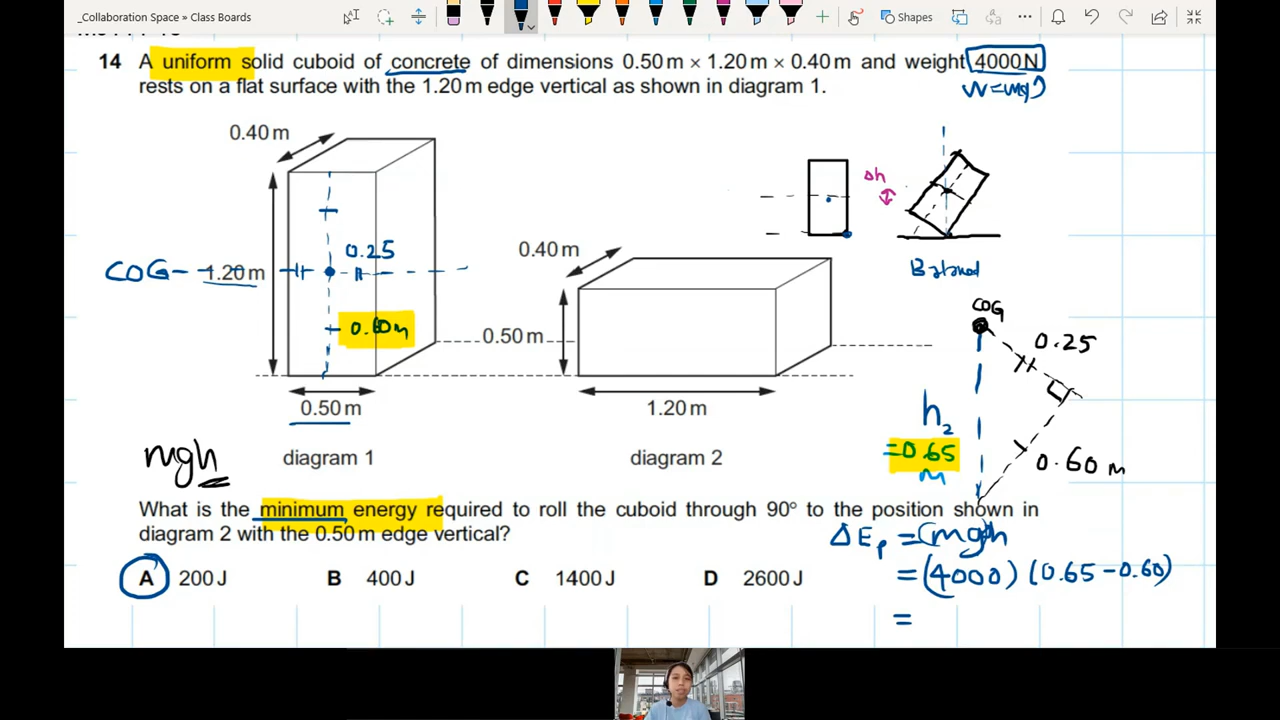 _Collaboration Space » Class Boards
Shapes
14 A uniform solid cuboid of concrete of dimensions 0.50 m × 1.20 m × 0.40 m and weight 4000 N
rests on a flat surface with the 1.20 m edge vertical as shown in diagram 1.
W=mg
0.40 m
Δh
0.25
COG
1.20 m
0.60m
0.50 m
diagram 1
0.40 m
0.50 m
1.20 m
diagram 2
Balanced
COG
0.25
h2
=0.65
m
0.60 m
mgh
What is the minimum energy required to roll the cuboid through 90° to the position shown in
diagram 2 with the 0.50 m edge vertical?
ΔEp = (mg)h
= (4000) (0.65 - 0.60)
=
A 200 J B 400 J C 1400 J D 2600 J